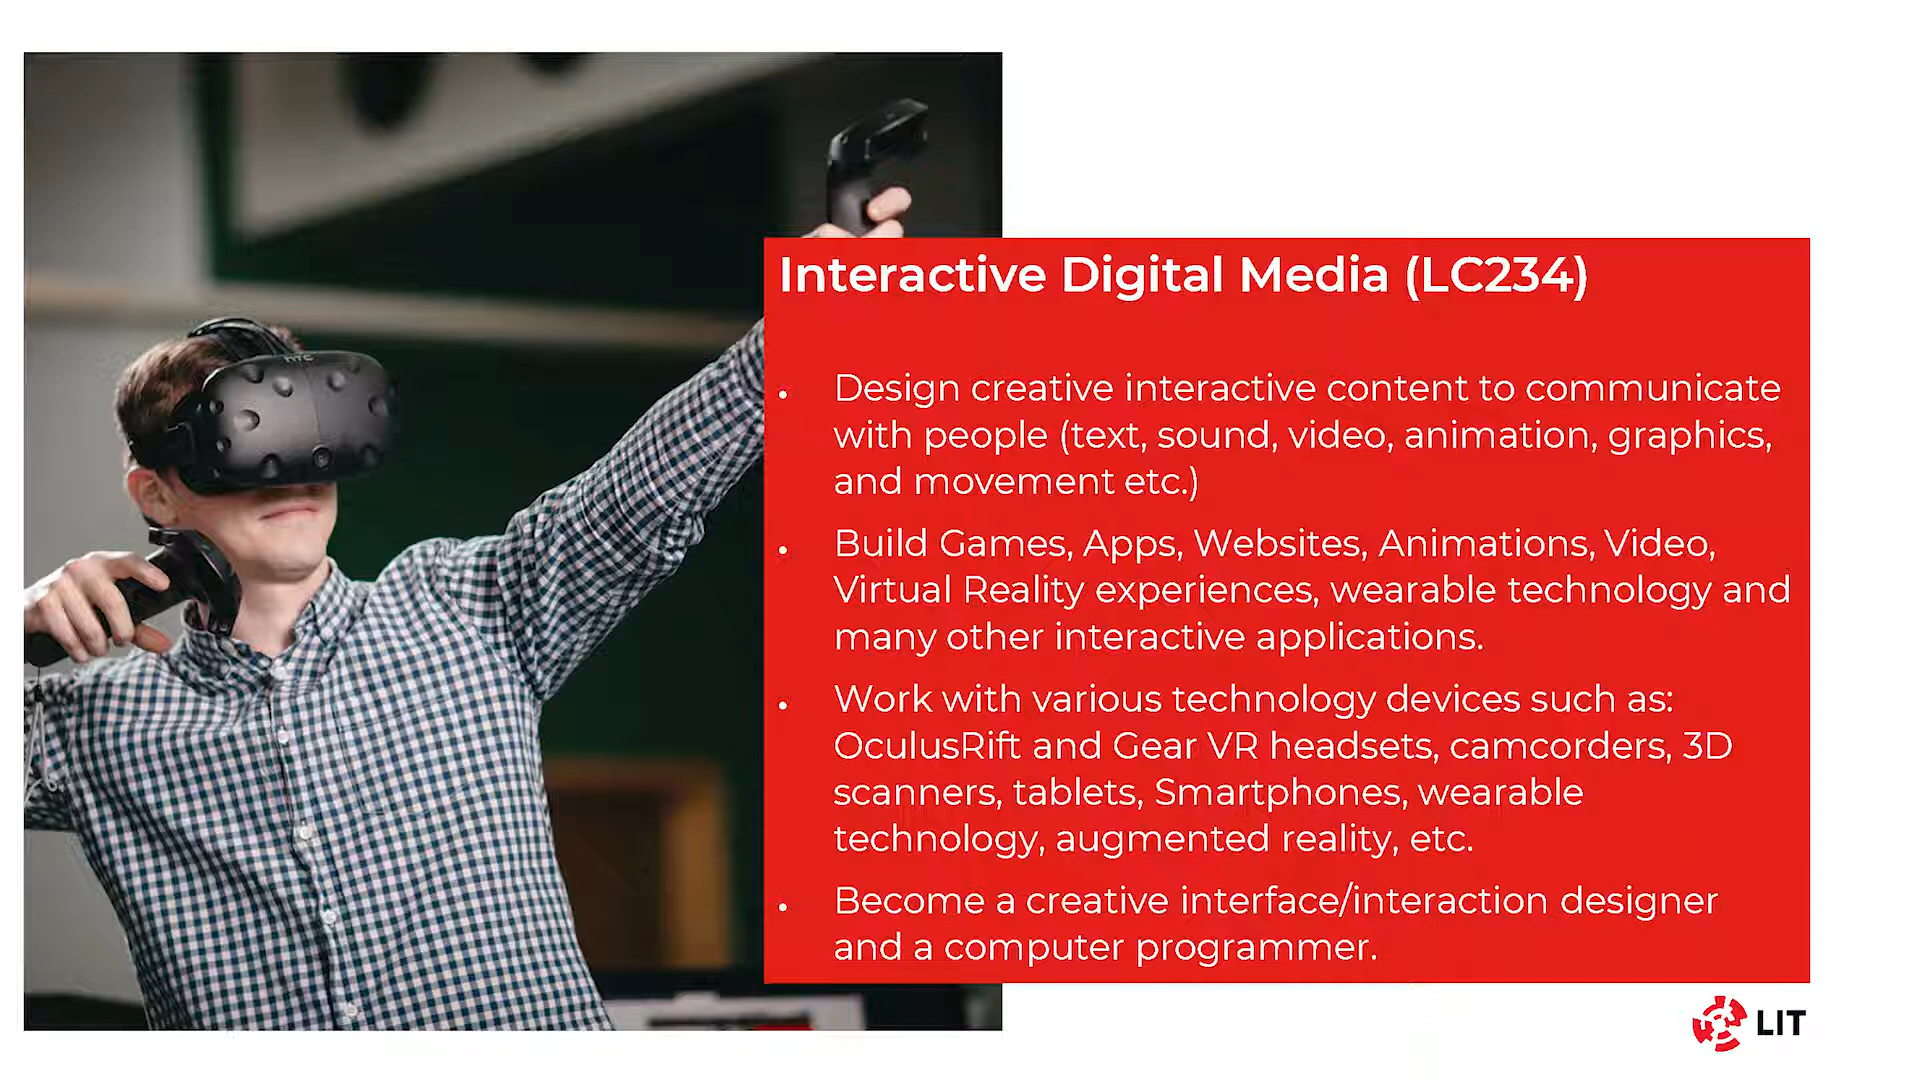 Interactive Digital Media (LC234)
• Design creative interactive content to communicate
with people (text, sound, video, animation, graphics,
and movement etc.)
• Build Games, Apps, Websites, Animations, Video,
Virtual Reality experiences, wearable technology and
many other interactive applications.
• Work with various technology devices such as:
OculusRift and Gear VR headsets, camcorders, 3D
scanners, tablets, Smartphones, wearable
technology, augmented reality, etc.
• Become a creative interface/interaction designer
and a computer programmer.
HTC
LIT